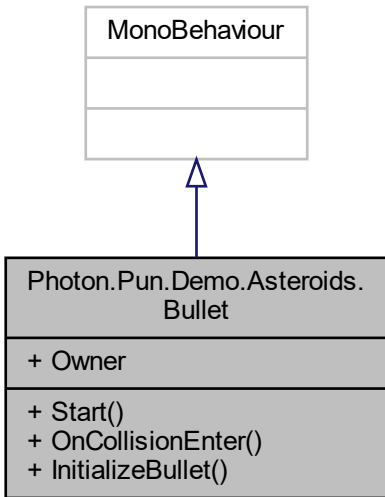 MonoBehaviour
Photon.Pun.Demo.Asteroids.
Bullet
+ Owner
+ Start()
+ OnCollisionEnter()
+ InitializeBullet()